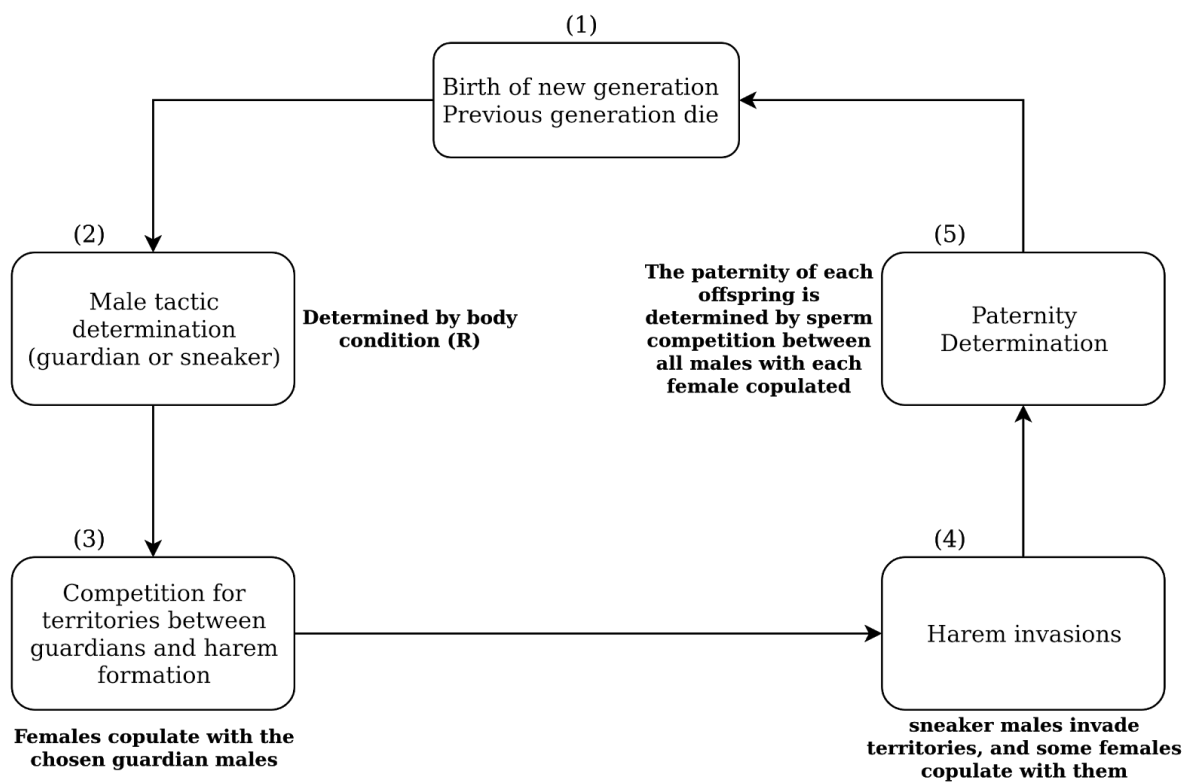 (1)
Birth of new generation
Previous generation die
(2)
Male tactic
determination
(guardian or sneaker)
Determined by body
condition (R)
(3)
Competition for
territories between
guardians and harem
formation
Females copulate with the
chosen guardian males
(4)
Harem invasions
sneaker males invade
territories, and some females
copulate with them
(5)
Paternity
Determination
The paternity of each
offspring is
determined by sperm
competition between
all males with each
female copulated